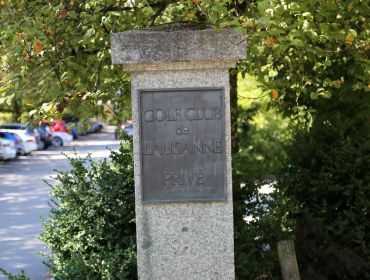 GOLF CLUB
de
LAUSANNE
PRIVÉ